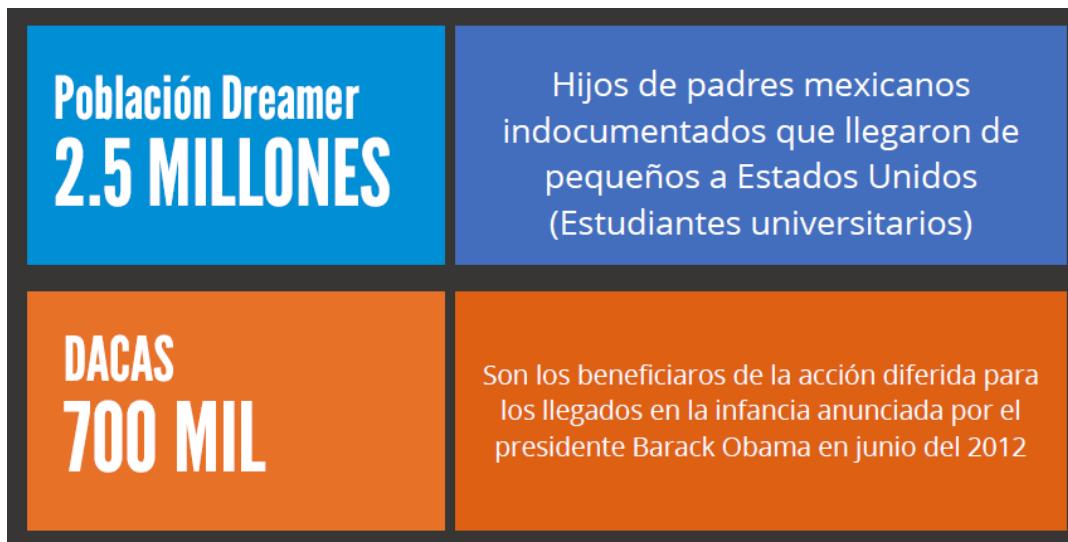 Población Dreamer
2.5 MILLONES
Hijos de padres mexicanos
indocumentados que llegaron de
pequeños a Estados Unidos
(Estudiantes universitarios)
DACAS
700 MIL
Son los beneficiaros de la acción diferida para
los llegados en la infancia anunciada por el
presidente Barack Obama en junio del 2012